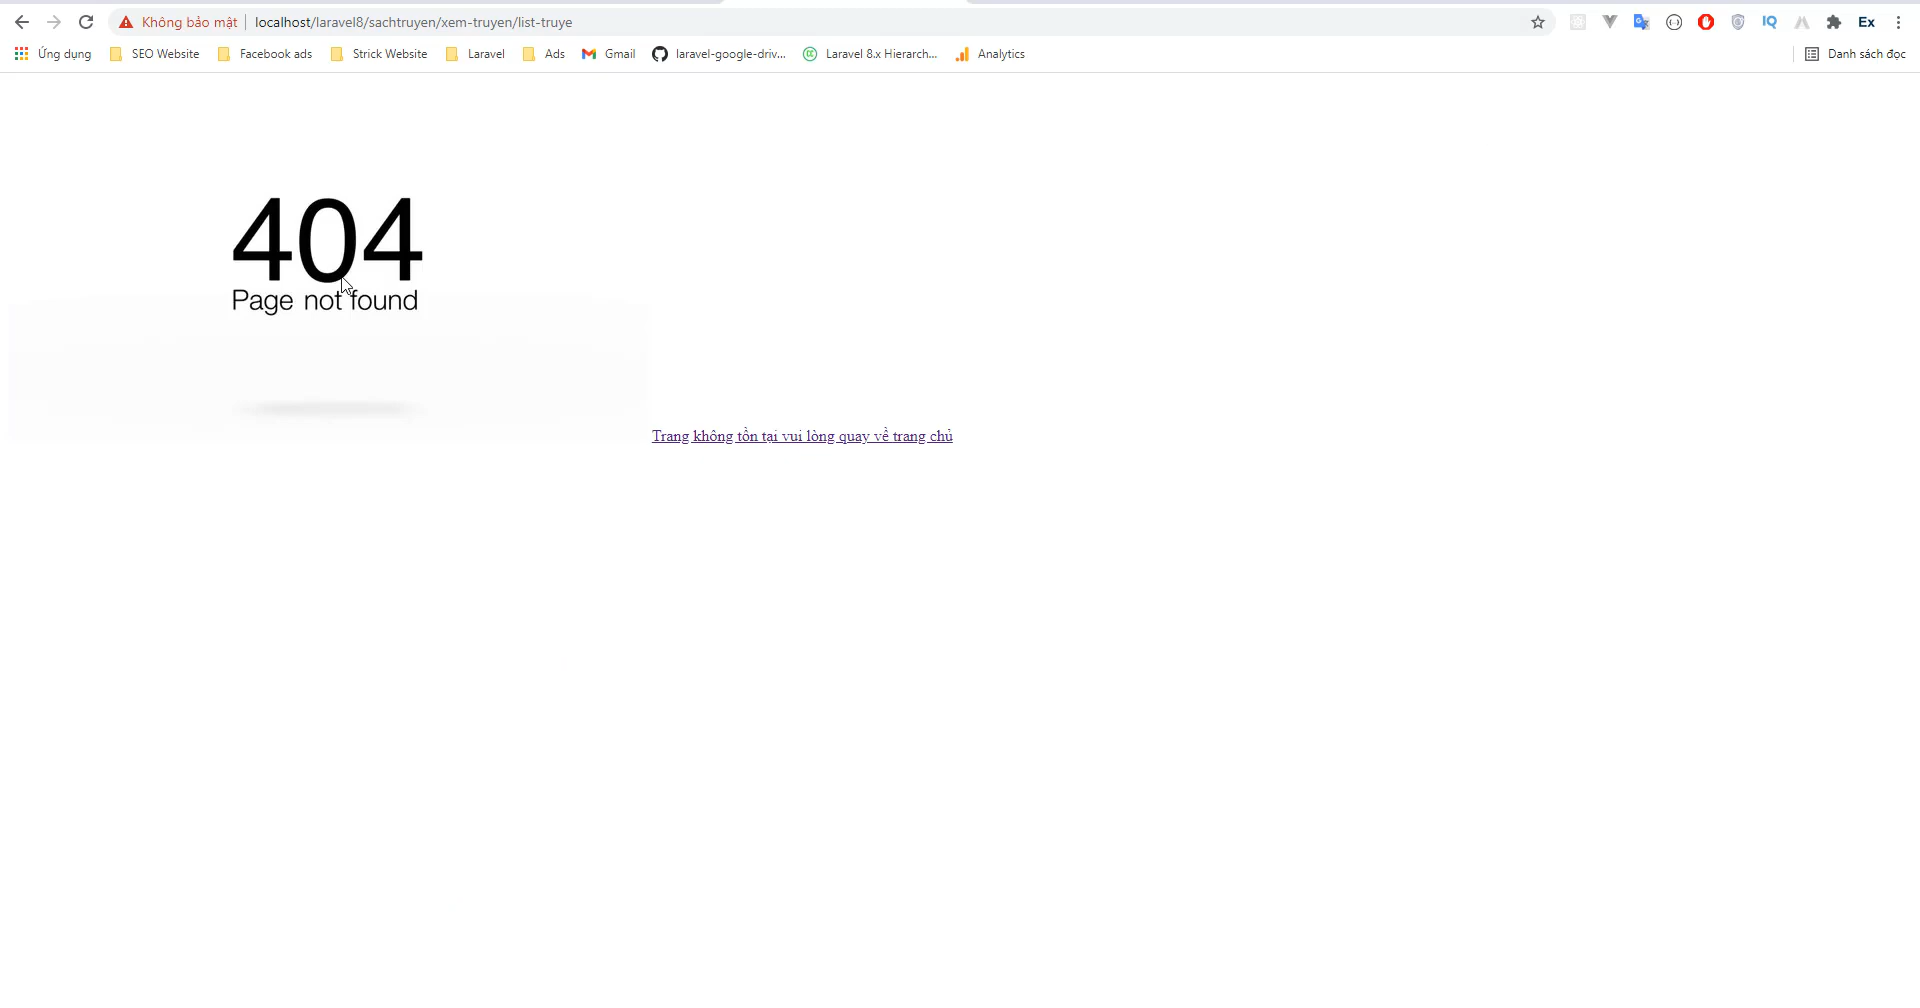 Không bảo mật localhost/laravel8/sachtruyen/xem-truyen/list-truye Ex
Ứng dụng SEO Website Facebook ads Strick Website Laravel Ads Gmail laravel-google-driv... Laravel 8.x Hierarch... Analytics Danh sách đọc
404
Page not found
Trang không tồn tại vui lòng quay về trang chủ